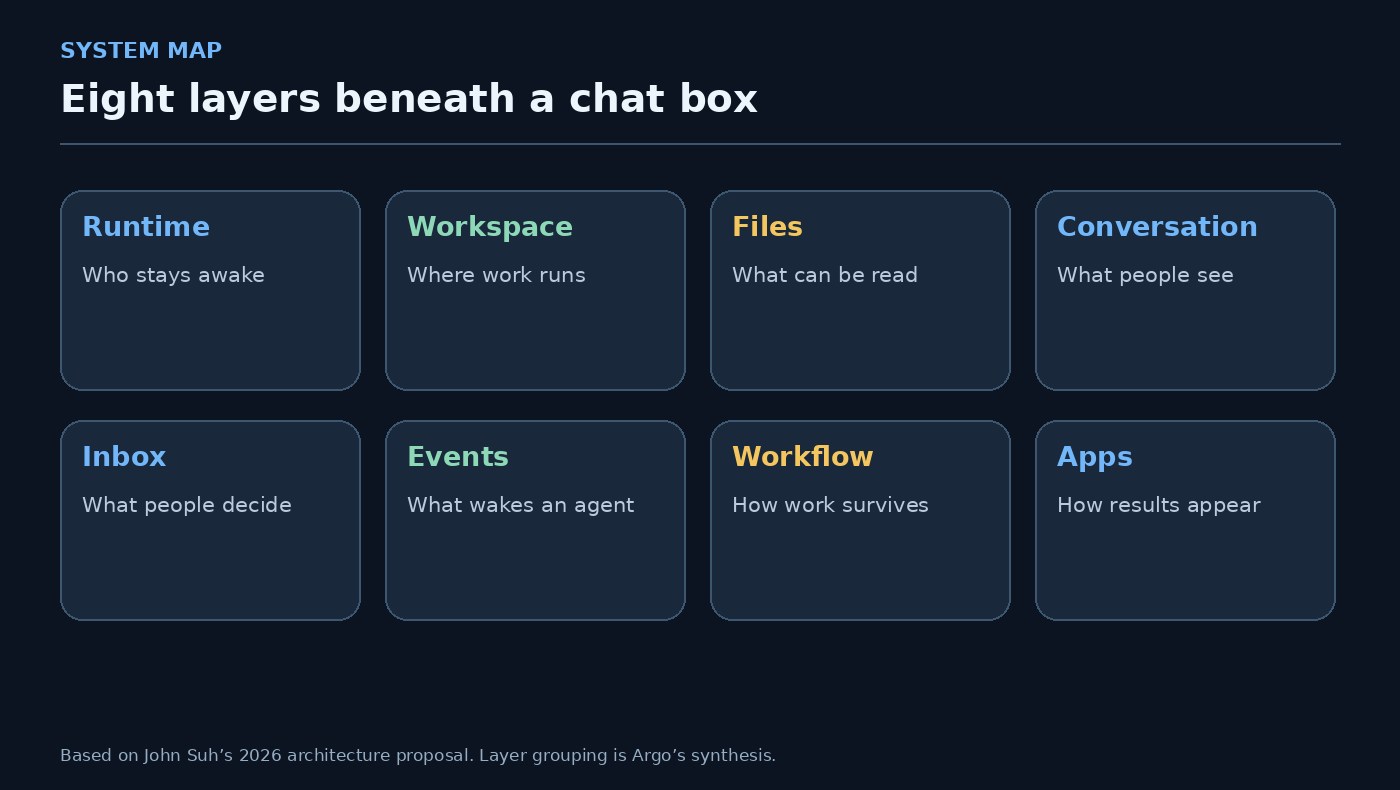 SYSTEM MAP
Eight layers beneath a chat box
Runtime
Who stays awake
Workspace
Where work runs
Files
What can be read
Conversation
What people see
Inbox
What people decide
Events
What wakes an agent
Workflow
How work survives
Apps
How results appear
Based on John Suh’s 2026 architecture proposal. Layer grouping is Argo’s synthesis.